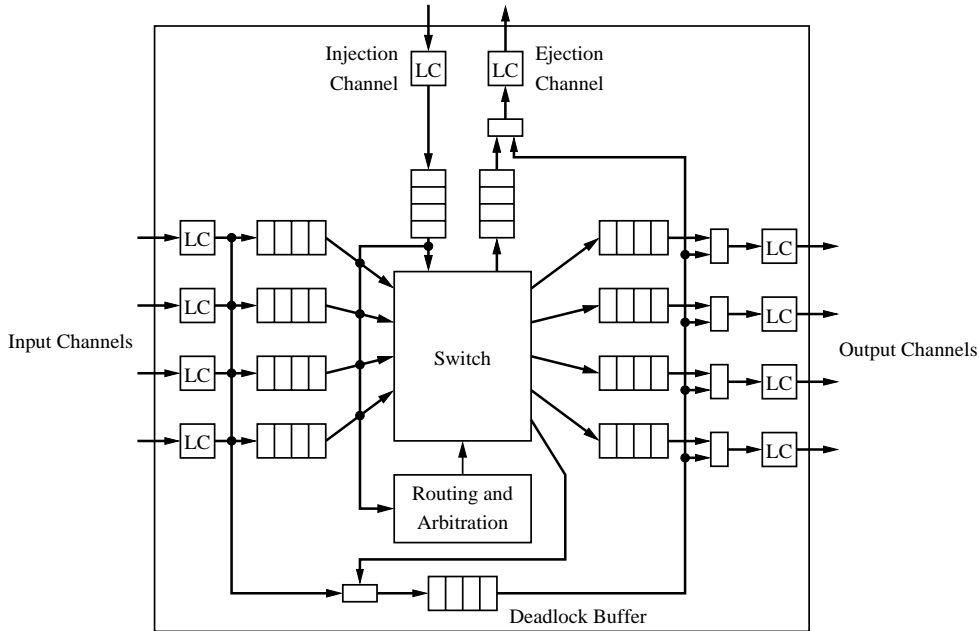 Injection
Channel
LC
LC
Ejection
Channel
LC
LC
LC
LC
Input Channels
Switch
LC
LC
LC
LC
Output Channels
Routing and
Arbitration
Deadlock Buffer